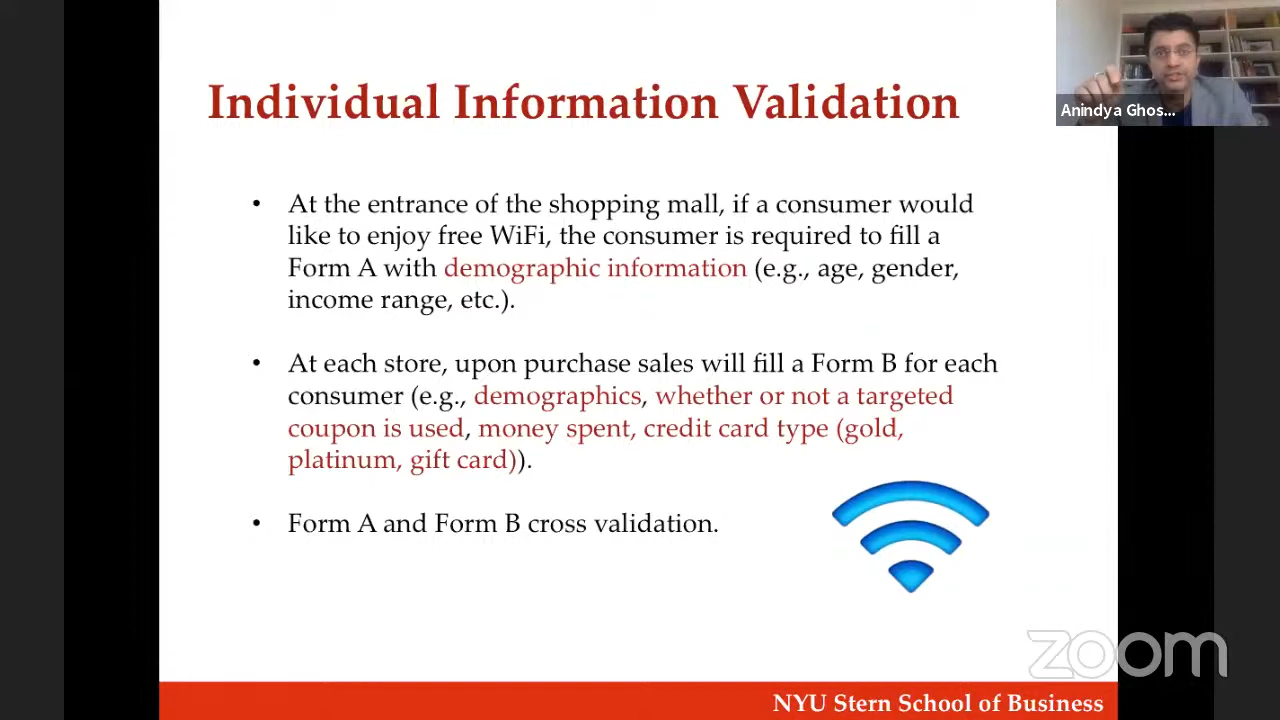 Individual Information Validation
Anindya Ghos...
• At the entrance of the shopping mall, if a consumer would
like to enjoy free WiFi, the consumer is required to fill a
Form A with demographic information (e.g., age, gender,
income range, etc.).
• At each store, upon purchase sales will fill a Form B for each
consumer (e.g., demographics, whether or not a targeted
coupon is used, money spent, credit card type (gold,
platinum, gift card)).
• Form A and Form B cross validation.
zoom
NYU Stern School of Business